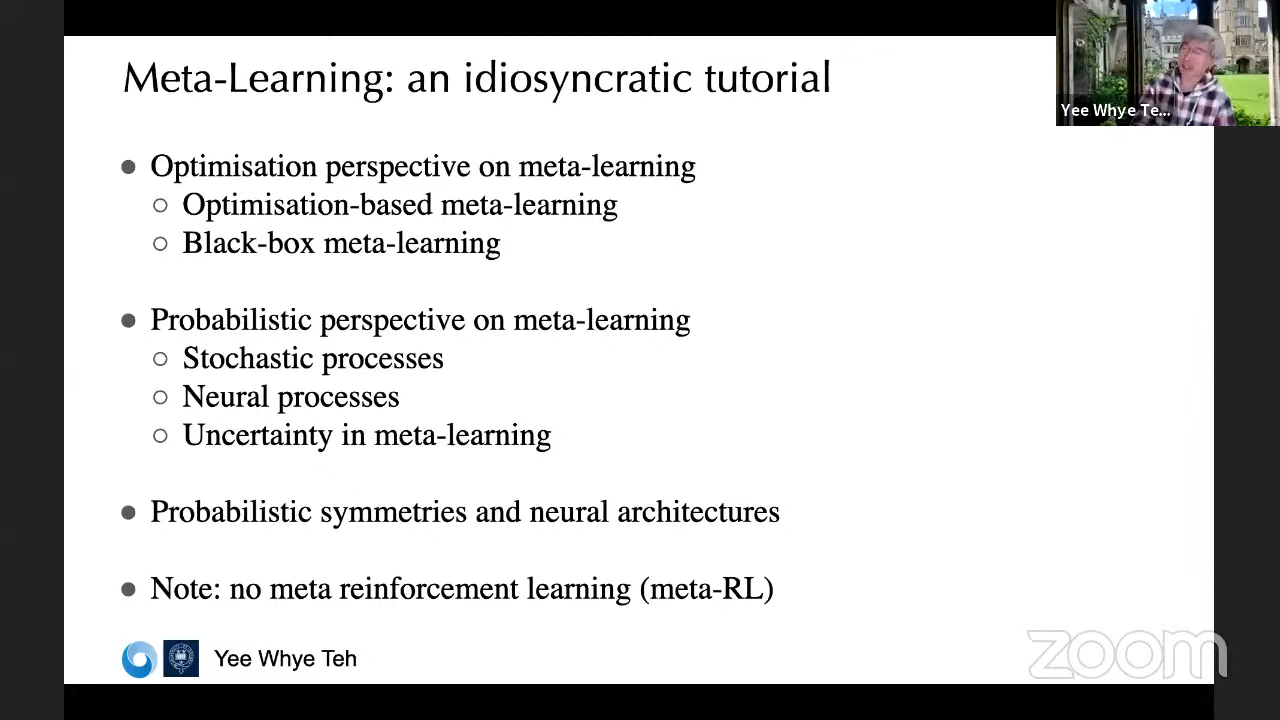 Meta-Learning: an idiosyncratic tutorial
Yee Whye Te...
Optimisation perspective on meta-learning
Optimisation-based meta-learning
Black-box meta-learning
Probabilistic perspective on meta-learning
Stochastic processes
Neural processes
Uncertainty in meta-learning
Probabilistic symmetries and neural architectures
Note: no meta reinforcement learning (meta-RL)
Yee Whye Teh
zoom